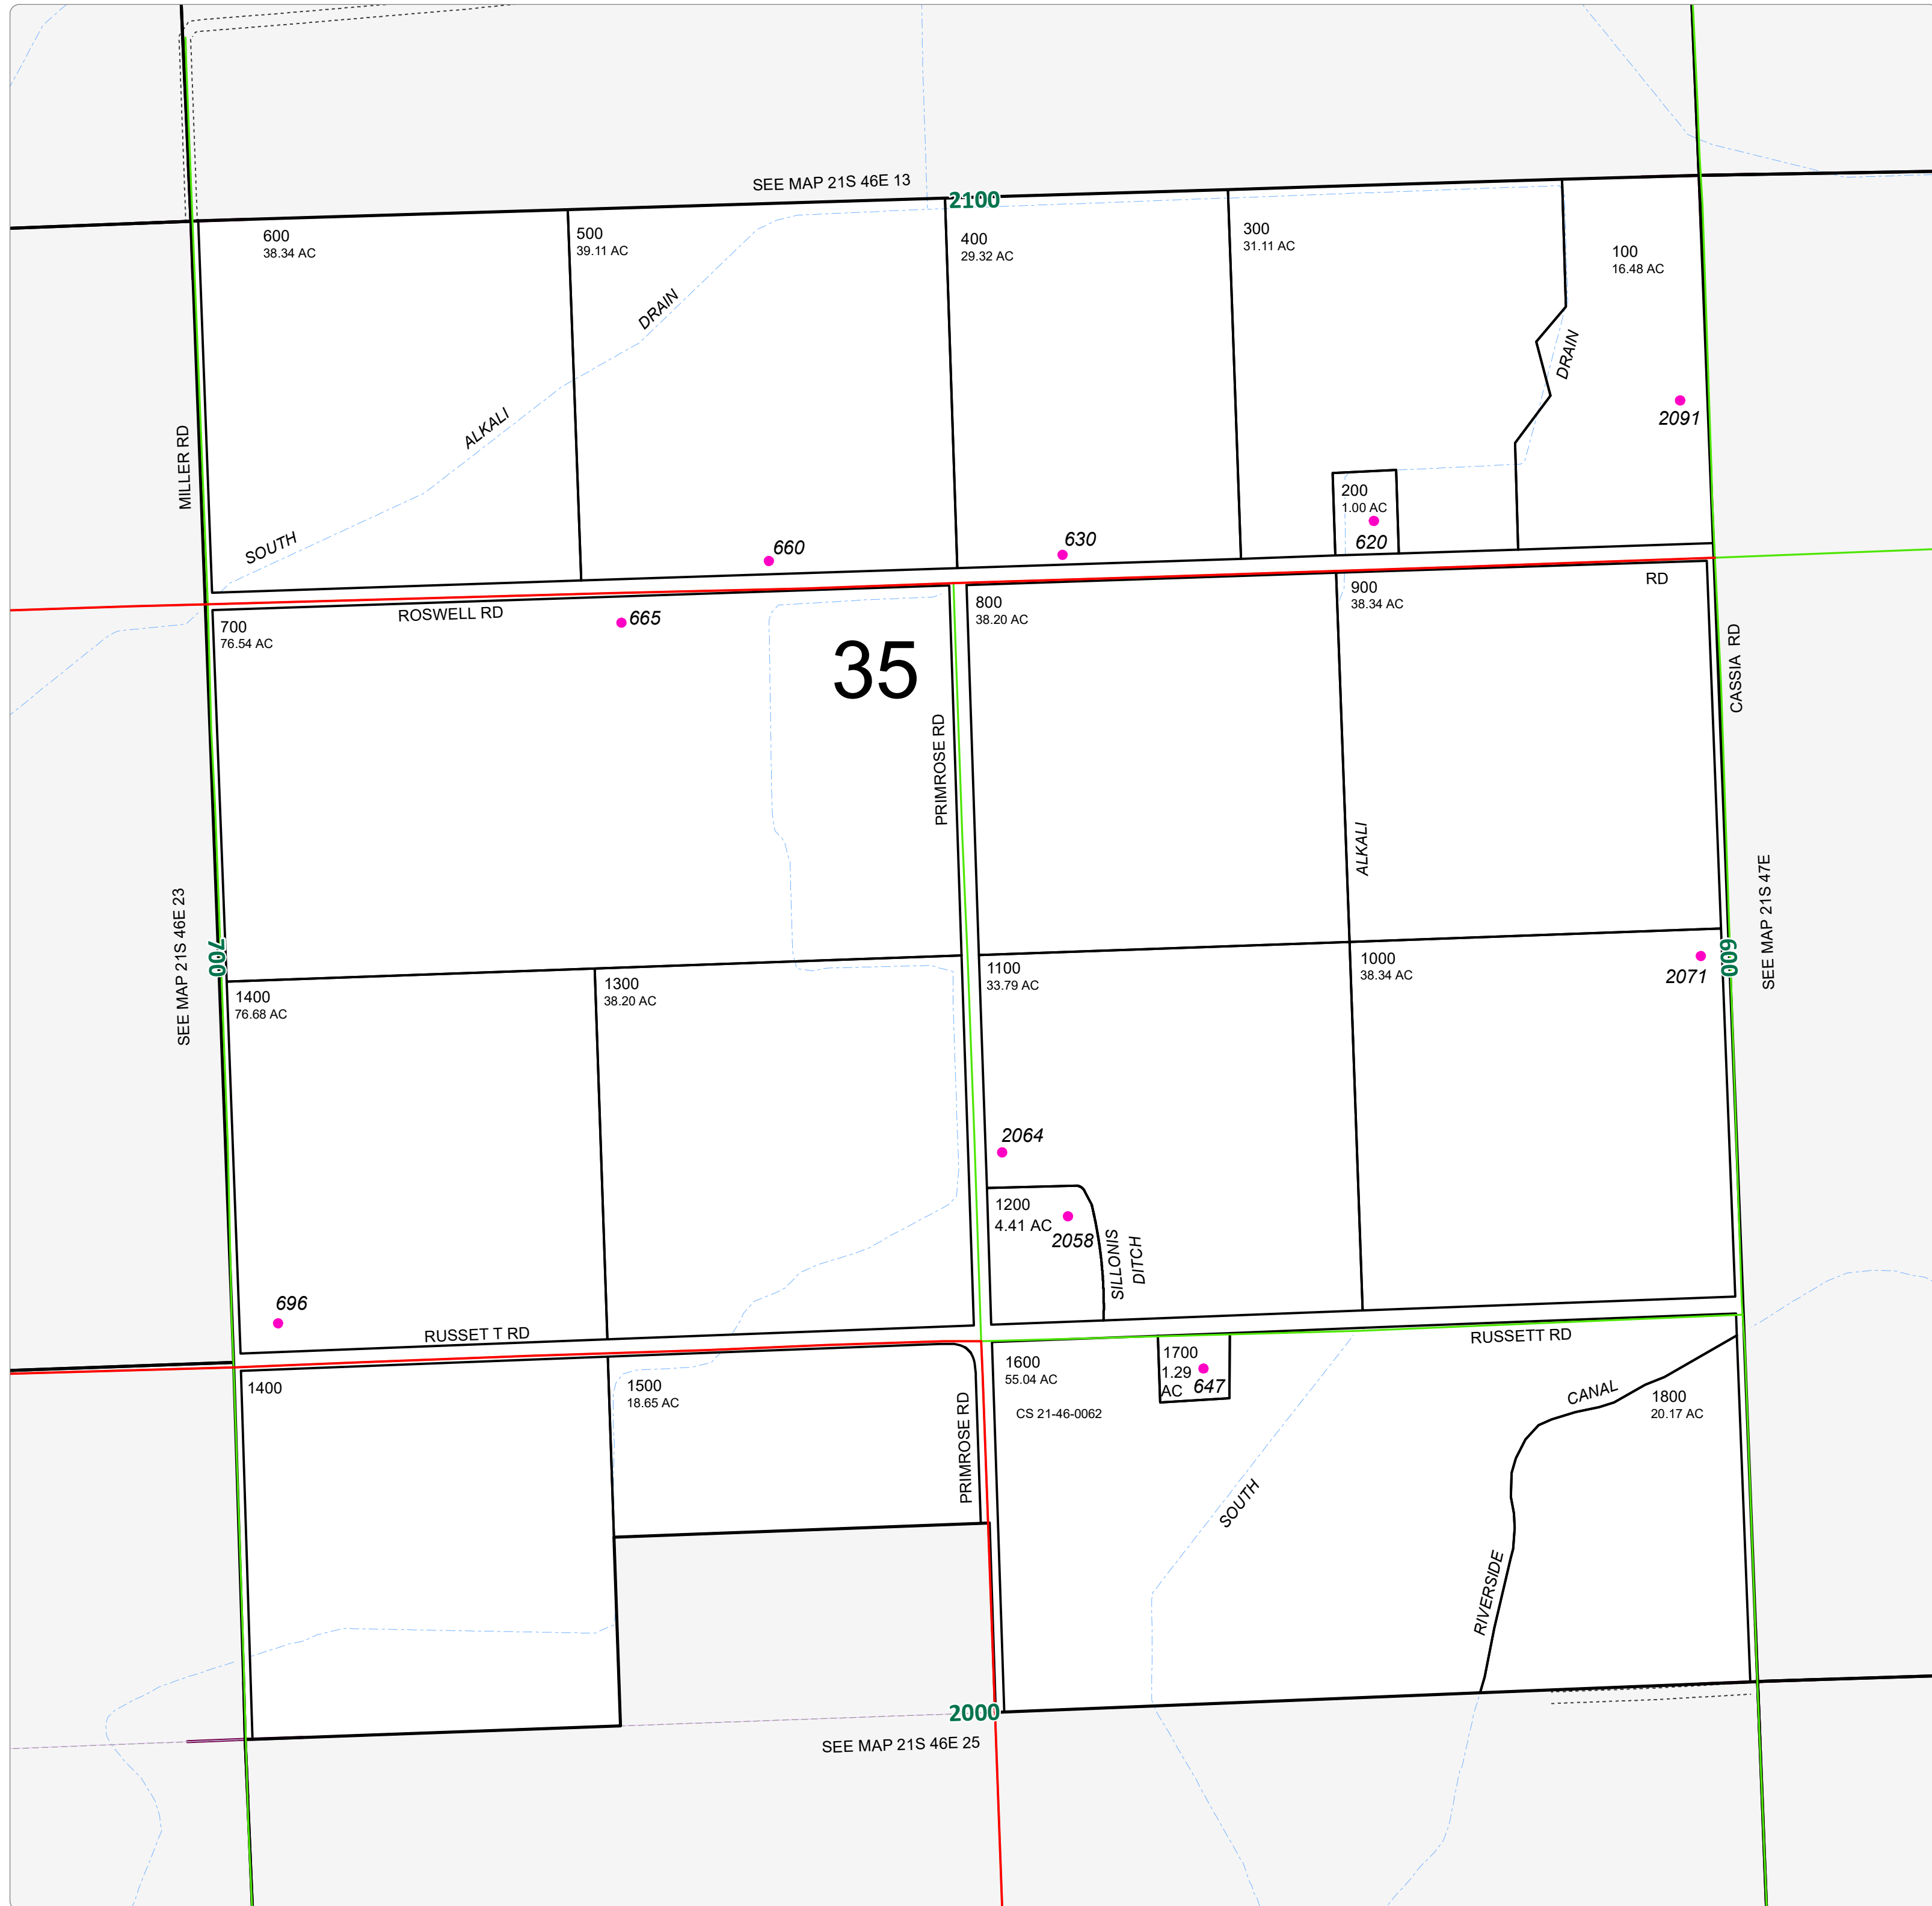 SEE MAP 21S 46E 13
2100
600
38.34 AC
500
39.11 AC
400
29.32 AC
300
31.11 AC
100
16.48 AC
DRAIN
DRAIN
ALKALI
SOUTH
MILLER RD
2091
200
1.00 AC
620
660
630
ROSWELL RD
RD
665
700
76.54 AC
35
800
38.20 AC
900
38.34 AC
CASSIA RD
PRIMROSE RD
ALKALI
SEE MAP 21S 46E 23
700
600
SEE MAP 21S 47E
1400
76.68 AC
1300
38.20 AC
1100
33.79 AC
1000
38.34 AC
2071
2064
1200
4.41 AC
2058
SILLONIS
DITCH
696
RUSSET T RD
RUSSETT RD
1400
1500
18.65 AC
PRIMROSE RD
1600
55.04 AC
CS 21-46-0062
1700
1.29
AC
647
CANAL
1800
20.17 AC
SOUTH
RIVERSIDE
2000
SEE MAP 21S 46E 25